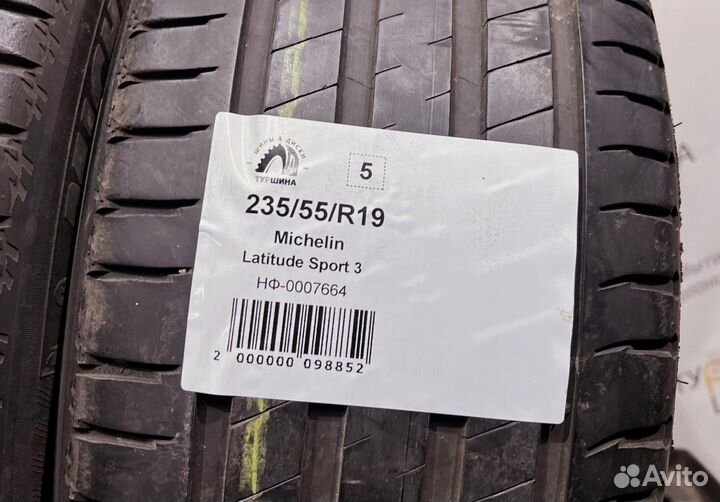 ШИНЫ & ДИСКИ
ТУРШИНА
5
235/55/R19
Michelin
Latitude Sport 3
НФ-0007664
2 000000 098852
Avito